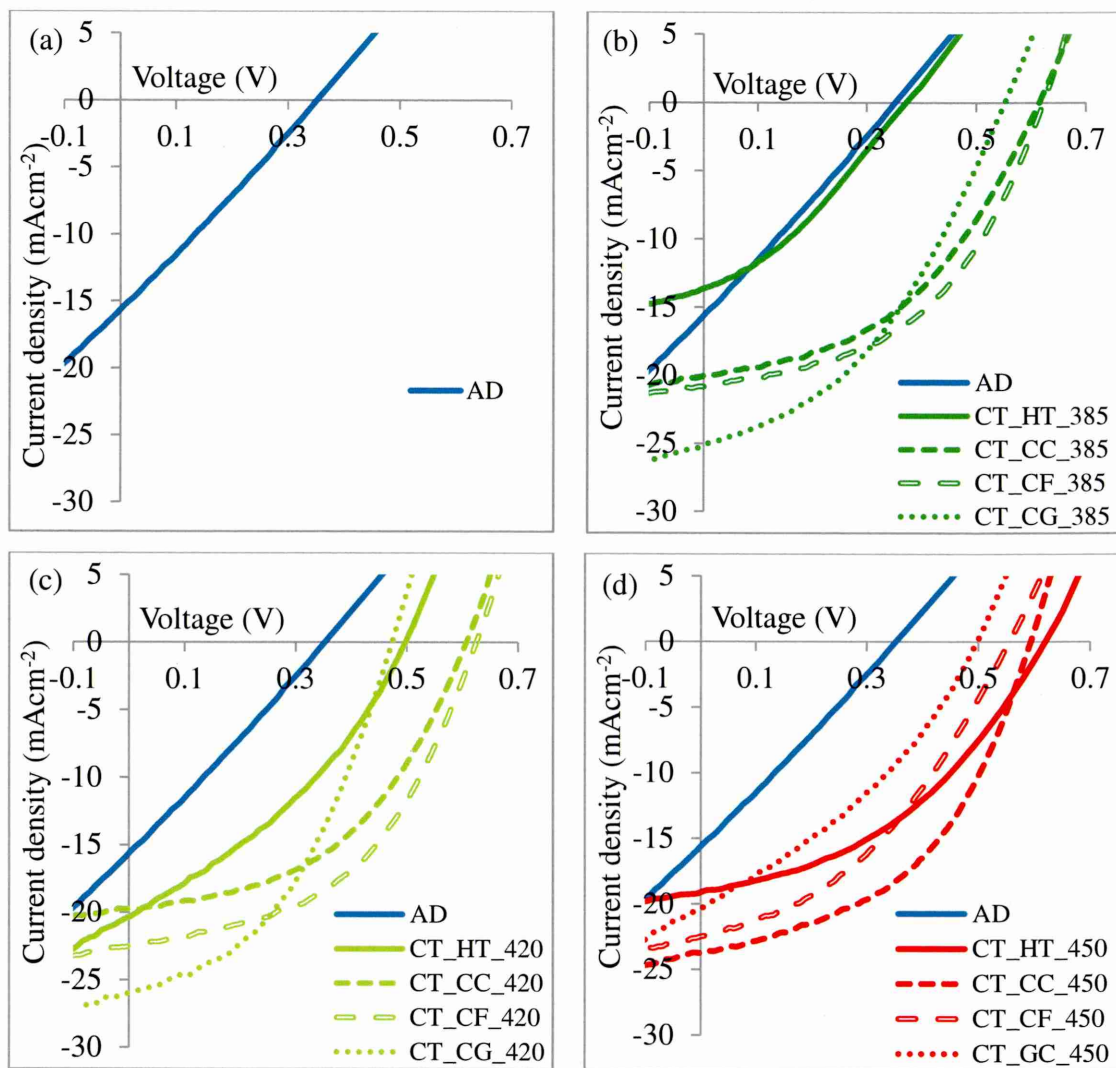 (a)
Voltage (V)
Current density (mAcm-2)
5
0
-5
-10
-15
-20
-25
-30
-0.1 0.1 0.3 0.5 0.7
AD
(b)
Voltage (V)
Current density (mAcm-2)
5
0
-5
-10
-15
-20
-25
-30
-0.1 0.1 0.3 0.5 0.7
AD
CT_HT_385
CT_CC_385
CT_CF_385
CT_CG_385
(c)
Voltage (V)
Current density (mAcm-2)
5
0
-5
-10
-15
-20
-25
-30
-0.1 0.1 0.3 0.5 0.7
AD
CT_HT_420
CT_CC_420
CT_CF_420
CT_CG_420
(d)
Voltage (V)
Current density (mAcm-2)
5
0
-5
-10
-15
-20
-25
-30
-0.1 0.1 0.3 0.5 0.7
AD
CT_HT_450
CT_CC_450
CT_CF_450
CT_GC_450